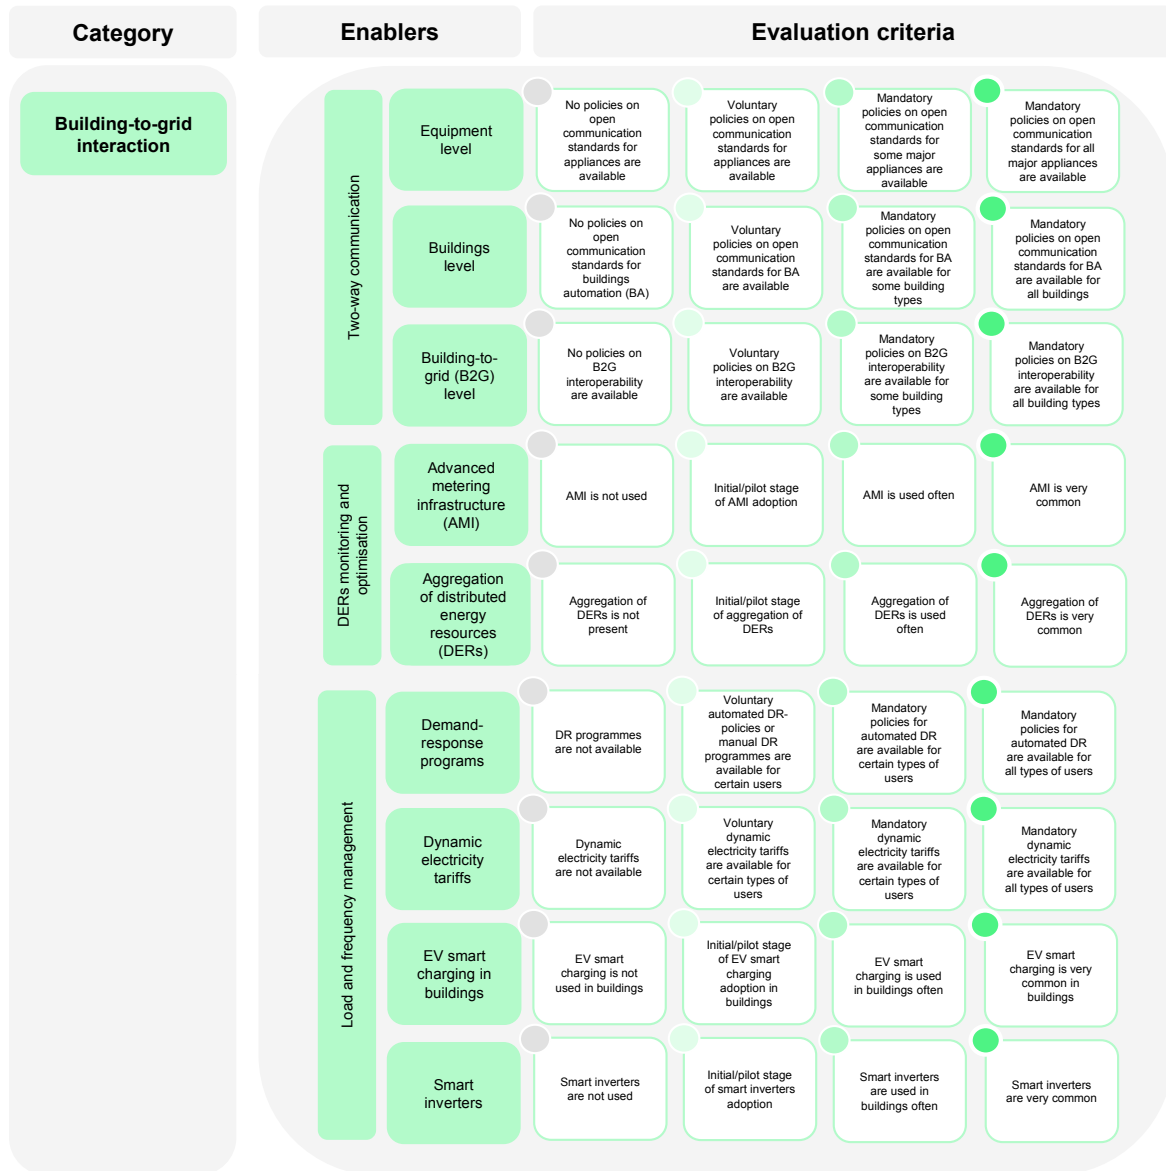 Category
Enablers
Evaluation criteria
Building-to-grid
interaction
Two-way communication
Equipment
level
No policies on
open
communication
standards for
appliances are
available
Voluntary
policies on open
communication
standards for
appliances are
available
Mandatory
policies on open
communication
standards for
some major
appliances are
available
Mandatory
policies on open
communication
standards for all
major appliances
are available
Buildings
level
No policies on
open
communication
standards for
buildings
automation (BA)
Voluntary
policies on open
communication
standards for BA
are available
Mandatory
policies on open
communication
standards for BA
are available for
some building
types
Mandatory
policies on open
communication
standards for BA
are available for
all buildings
Building-to-
grid (B2G)
level
No policies on
B2G
interoperability
are available
Voluntary
policies on B2G
interoperability
are available
Mandatory
policies on B2G
interoperability
are available for
some building
types
Mandatory
policies on B2G
interoperability
are available for
all building types
DERs monitoring and
optimisation
Advanced
metering
infrastructure
(AMI)
AMI is not used
Initial/pilot stage
of AMI adoption
AMI is used often
AMI is very
common
Aggregation
of distributed
energy
resources
(DERs)
Aggregation of
DERs is not
present
Initial/pilot stage
of aggregation of
DERs
Aggregation of
DERs is used
often
Aggregation of
DERs is very
common
Load and frequency management
Demand-
response
programs
DR programmes
are not available
Voluntary
automated DR-
policies or
manual DR
programmes are
available for
certain users
Mandatory
policies for
automated DR
are available for
certain types of
users
Mandatory
policies for
automated DR
are available for
all types of users
Dynamic
electricity
tariffs
Dynamic
electricity tariffs
are not available
Voluntary
dynamic
electricity tariffs
are available for
certain types of
users
Mandatory
dynamic
electricity tariffs
are available for
certain types of
users
Mandatory
dynamic
electricity tariffs
are available for
all types of users
EV smart
charging in
buildings
EV smart
charging is not
used in buildings
Initial/pilot stage
of EV smart
charging
adoption in
buildings
EV smart
charging is used
in buildings often
EV smart
charging is very
common in
buildings
Smart
inverters
Smart inverters
are not used
Initial/pilot stage
of smart inverters
adoption
Smart inverters
are used in
buildings often
Smart inverters
are very common